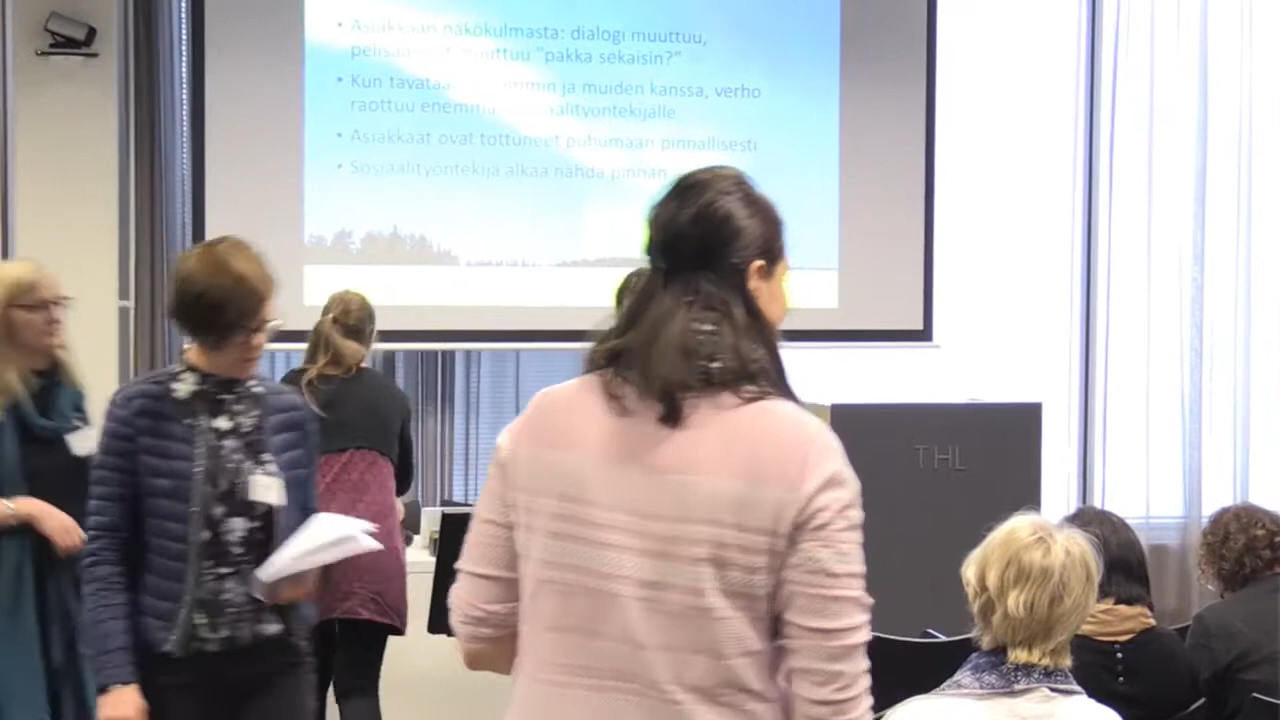 • Asiakkaan näkökulmasta: dialogi muuttuu,
muuttuu "pakka sekaisin?"
• Kun ja muiden kanssa, verho
raottuu
• Asiakkaat ovat tottuneet puhumaan pinnallisesti
• Sosiaalityöntekijä alkaa nähdä pinnan
THL